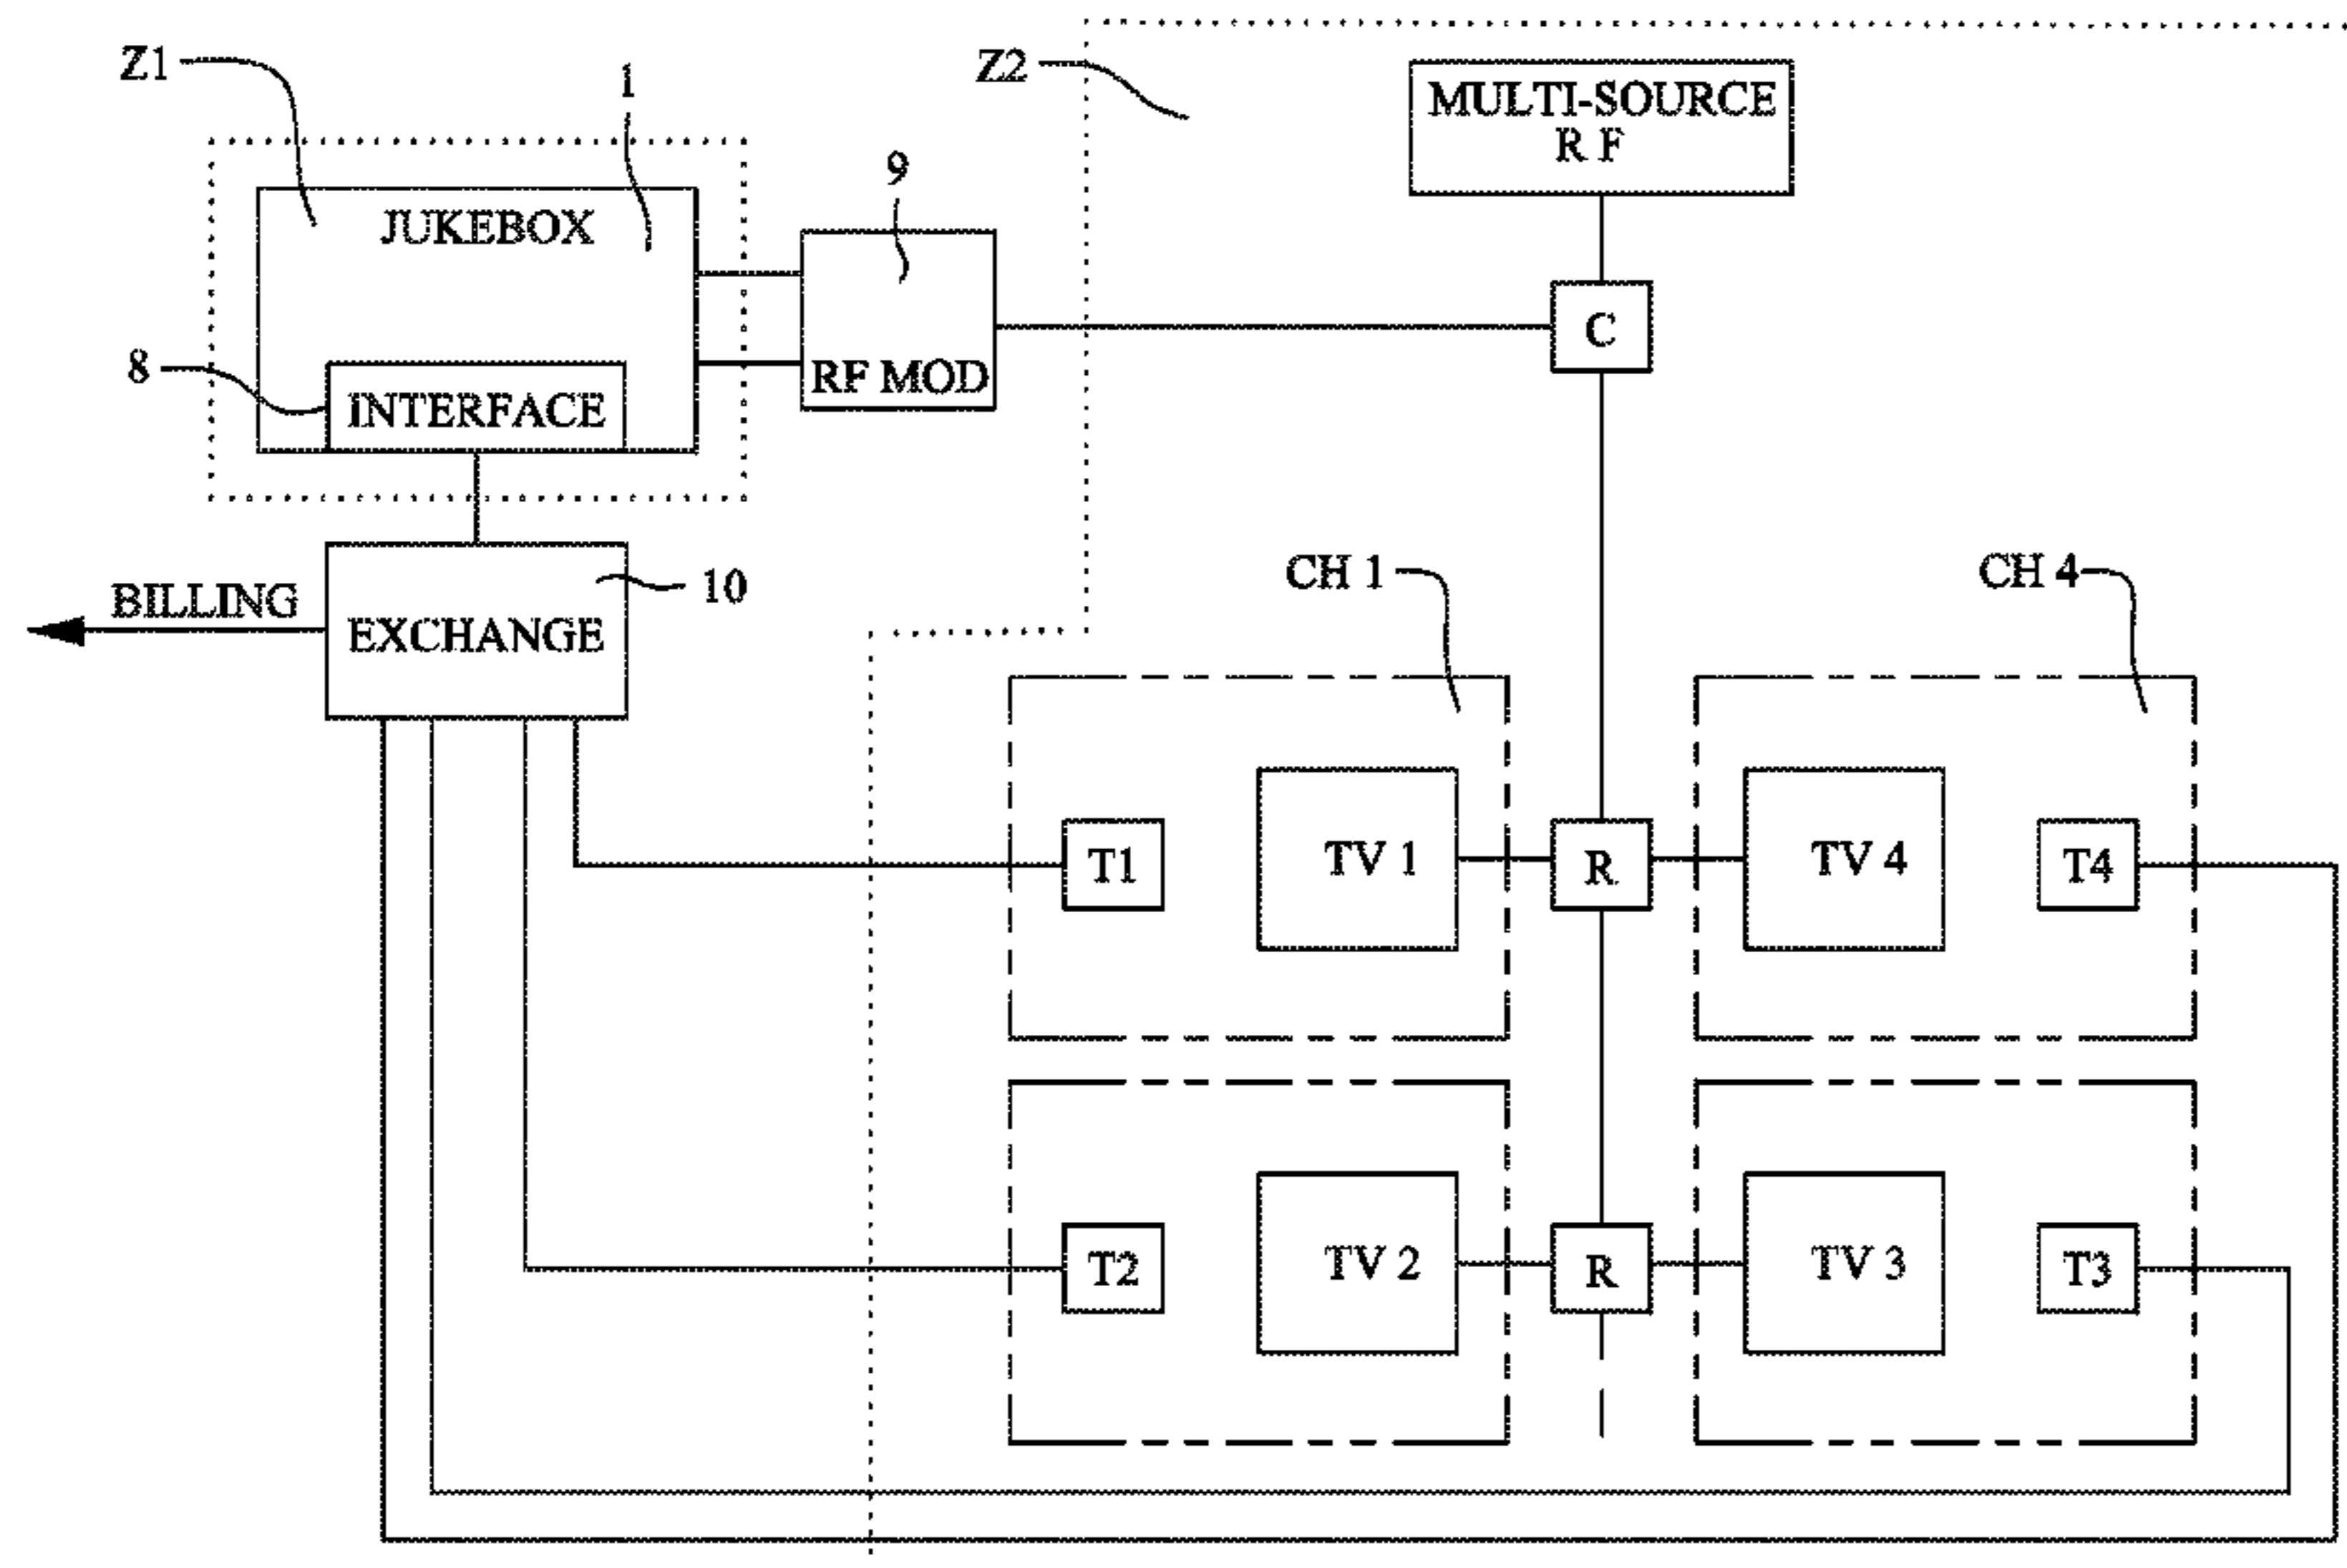 Z1
1
Z2
MULTI-SOURCE
R F
9
JUKEBOX
C
8
INTERFACE
RF MOD
BILLING
EXCHANGE
10
CH 1
CH 4
T1
TV 1
R
TV 4
T4
T2
TV 2
R
TV 3
T3